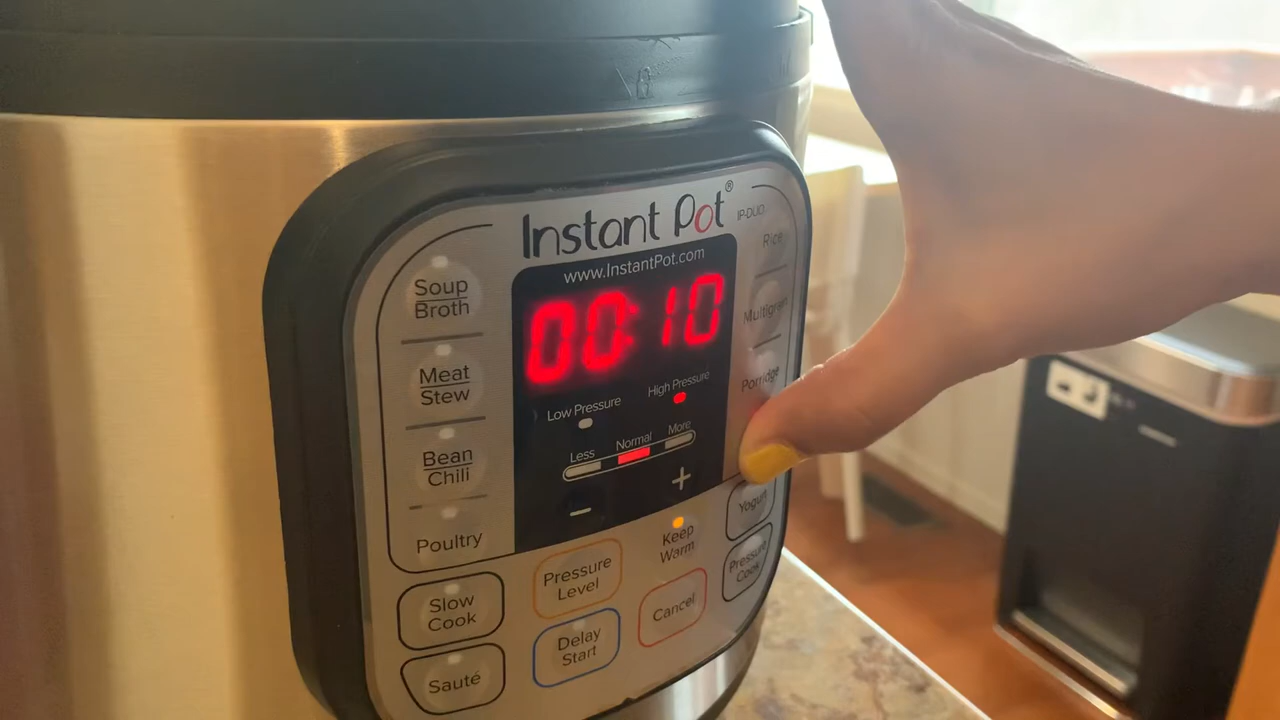 Instant Pot®
IP-DUO
www.InstantPot.com
00:10
Low Pressure
High Pressure
Less
Normal
More
+
−
Soup
Broth
Meat
Stew
Bean
Chili
Poultry
Slow
Cook
Sauté
Pressure
Level
Delay
Start
Keep
Warm
Cancel
Rice
Multigrain
Porridge
Yogurt
Pressure
Cook